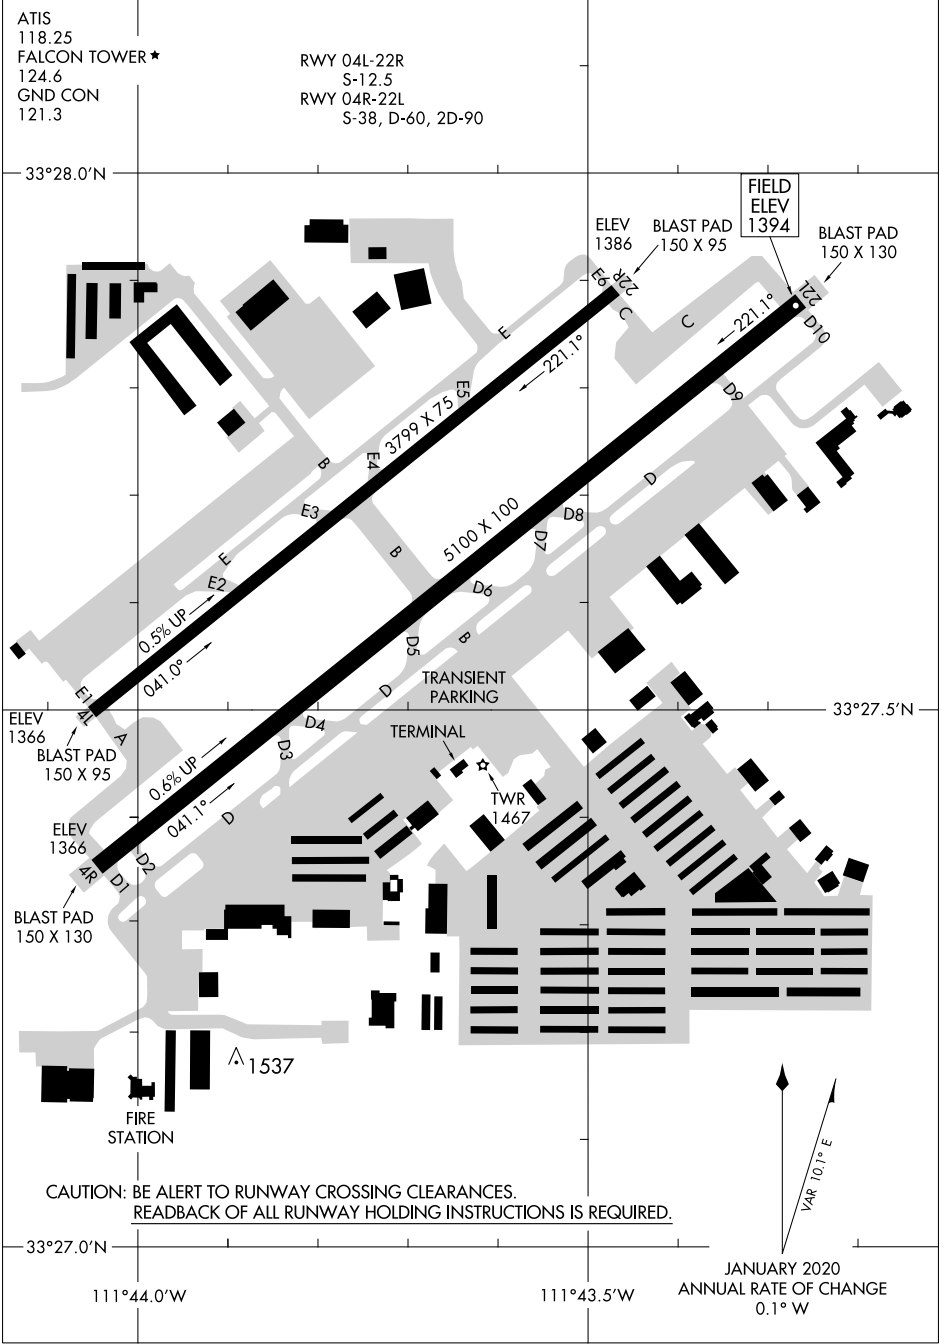 ATIS
118.25
FALCON TOWER ★
124.6
GND CON
121.3
RWY 04L-22R
S-12.5
RWY 04R-22L
S-38, D-60, 2D-90
33°28.0'N
FIELD
ELEV
1394
ELEV
1386
BLAST PAD
150 X 95
BLAST PAD
150 X 130
E6
22R
C
C
221.1°
22L
D10
E
221.1°
D9
E5
3799 X 75
B
E4
D
E3
5100 X 100
D8
D7
B
E
E2
D6
0.5% UP
041.0°
D5
B
TRANSIENT
PARKING
D
E1
4L
ELEV
1366
A
BLAST PAD
150 X 95
D4
D3
TERMINAL
33°27.5'N
0.6% UP
041.1°
D
TWR
1467
ELEV
1366
D2
4R
D1
BLAST PAD
150 X 130
1537
FIRE
STATION
VAR 10.1° E
CAUTION: BE ALERT TO RUNWAY CROSSING CLEARANCES.
READBACK OF ALL RUNWAY HOLDING INSTRUCTIONS IS REQUIRED.
33°27.0'N
JANUARY 2020
ANNUAL RATE OF CHANGE
0.1° W
111°44.0'W
111°43.5'W